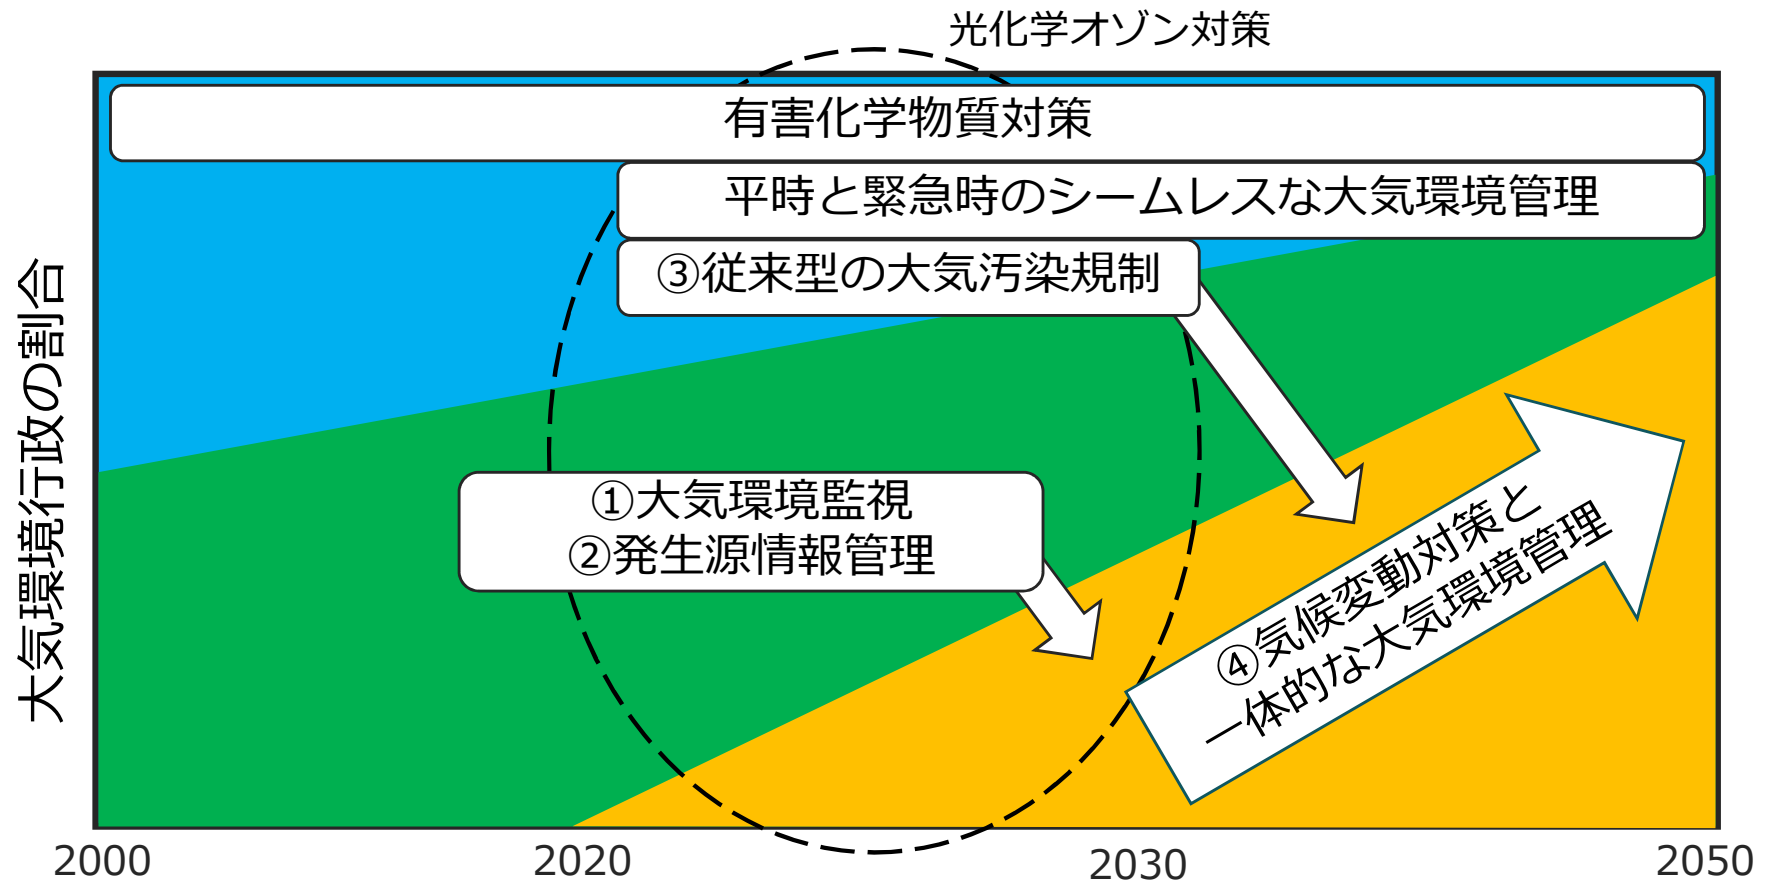 光化学オゾン対策
有害化学物質対策
平時と緊急時のシームレスな大気環境管理
③従来型の大気汚染規制
大気環境行政の割合
①大気環境監視
②発生源情報管理
④気候変動対策と
一体的な大気環境管理
2000
2020
2030
2050